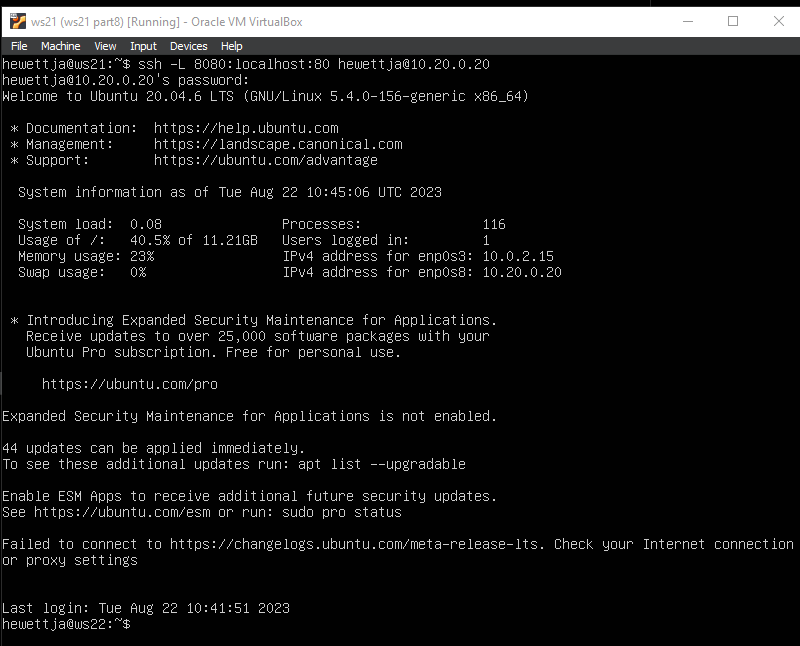 ws21 (ws21 part8) [Running] - Oracle VM VirtualBox
File Machine View Input Devices Help
hewettja@ws21:~$ ssh -L 8080:localhost:80 hewettja@10.20.0.20
hewettja@10.20.0.20's password:
Welcome to Ubuntu 20.04.6 LTS (GNU/Linux 5.4.0-156-generic x86_64)
* Documentation:  https://help.ubuntu.com
* Management:     https://landscape.canonical.com
* Support:        https://ubuntu.com/advantage
System information as of Tue Aug 22 10:45:06 UTC 2023
System load:  0.08               Processes:               116
Usage of /:   40.5% of 11.21GB   Users logged in:         1
Memory usage: 23%                IPv4 address for enp0s3: 10.0.2.15
Swap usage:   0%                 IPv4 address for enp0s8: 10.20.0.20
* Introducing Expanded Security Maintenance for Applications.
Receive updates to over 25,000 software packages with your
Ubuntu Pro subscription. Free for personal use.
https://ubuntu.com/pro
Expanded Security Maintenance for Applications is not enabled.
44 updates can be applied immediately.
To see these additional updates run: apt list --upgradable
Enable ESM Apps to receive additional future security updates.
See https://ubuntu.com/esm or run: sudo pro status
Failed to connect to https://changelogs.ubuntu.com/meta-release-lts. Check your Internet connection
or proxy settings
Last login: Tue Aug 22 10:41:51 2023
hewettja@ws22:~$